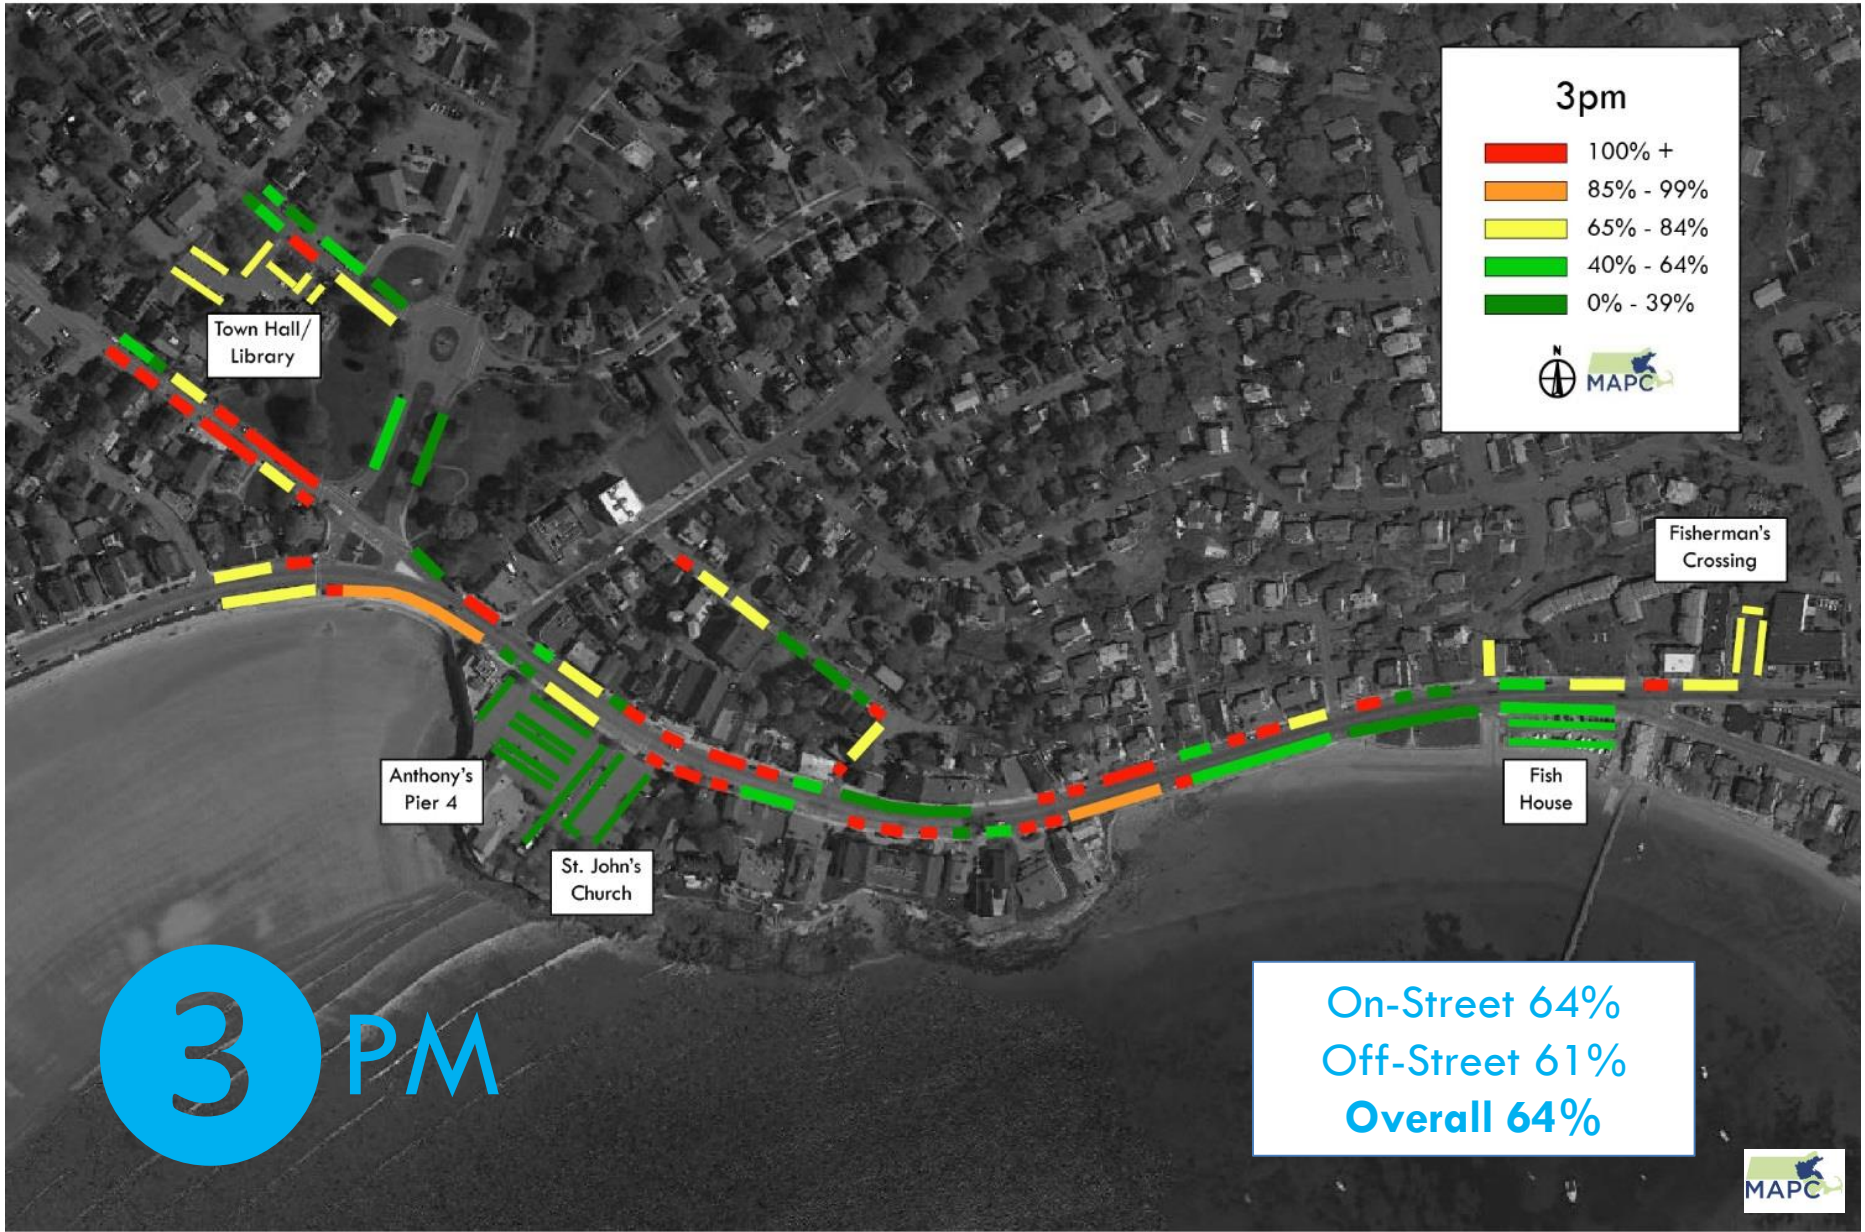 3pm
100% +
85% - 99%
65% - 84%
40% - 64%
0% - 39%
N
MAPC
Town Hall/
Library
Fisherman's
Crossing
Anthony's
Pier 4
Fish
House
St. John's
Church
3 PM
On-Street 64%
Off-Street 61%
Overall 64%
MAPC